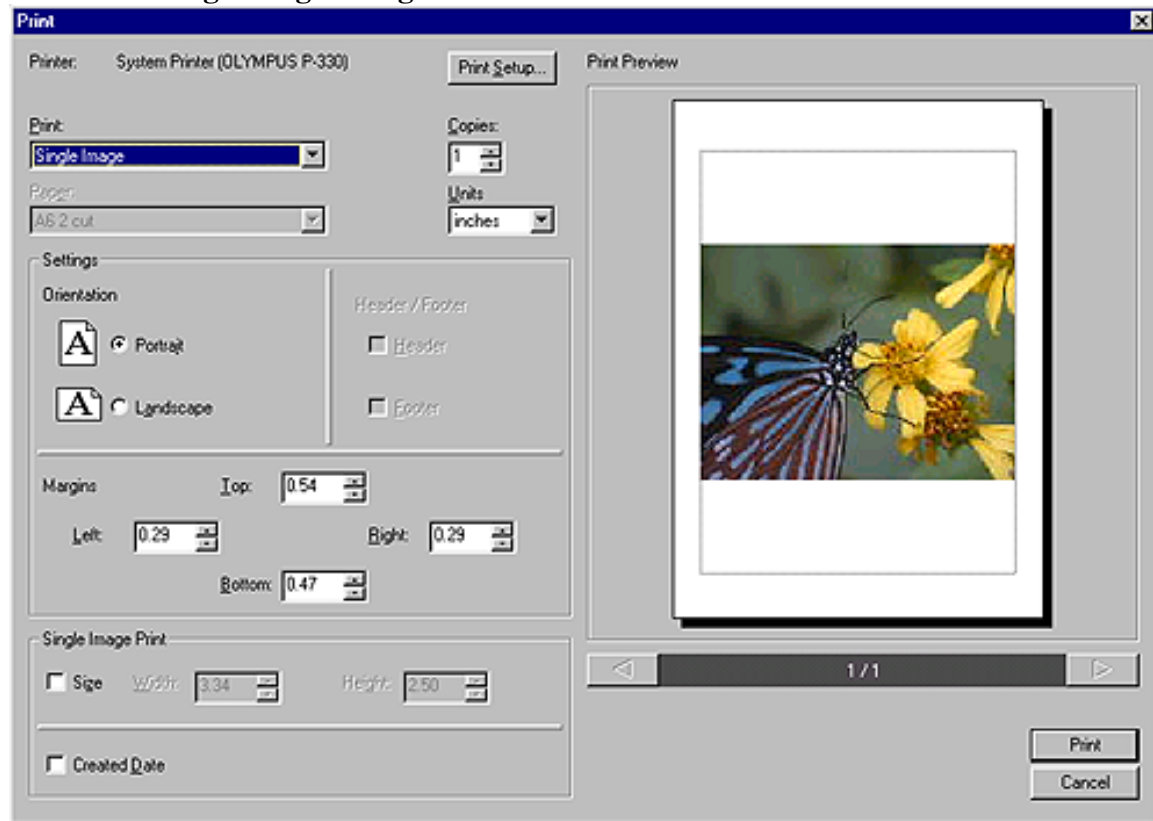 Print
Printer: System Printer (OLYMPUS P-330) Print Setup... Print Preview
Print: Copies:
Single Image 1
Paper: Units
A6 2 cut inches
Settings
Orientation Header / Footer
A Portrait Header
A Landscape Footer
Margins Top: 0.54
Left: 0.29 Right: 0.29
Bottom: 0.47
Single Image Print
Size Width: 3.34 Height: 2.50
1 / 1
Created Date
Print
Cancel